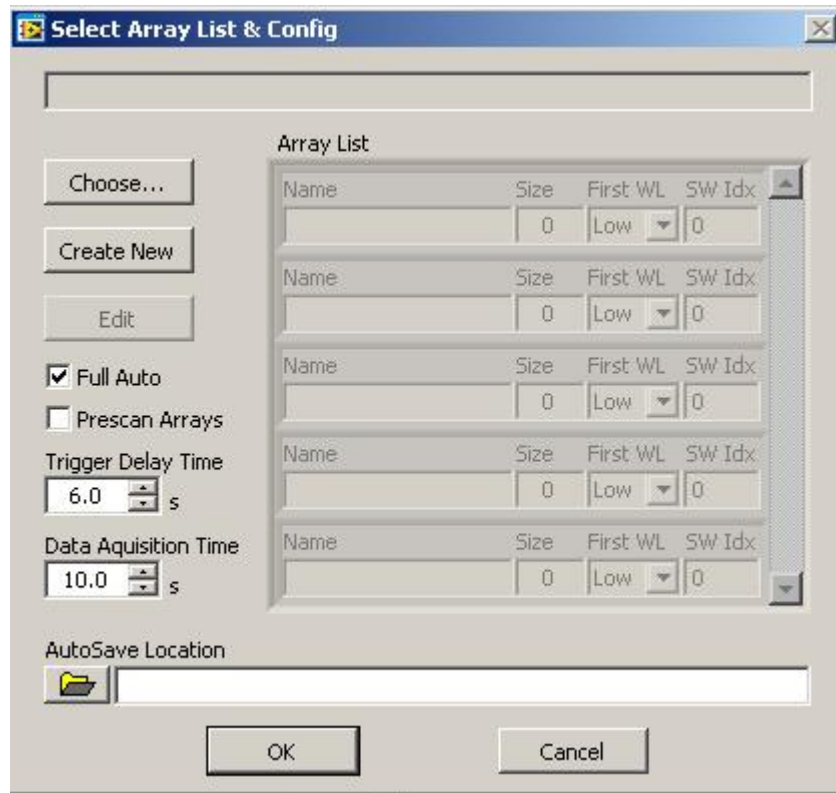 Select Array List & Config
Array List
Choose...
Create New
Edit
Full Auto
Prescan Arrays
Trigger Delay Time
6.0 s
Data Aquisition Time
10.0 s
Name Size First WL SW Idx
0 Low 0
Name Size First WL SW Idx
0 Low 0
Name Size First WL SW Idx
0 Low 0
Name Size First WL SW Idx
0 Low 0
Name Size First WL SW Idx
0 Low 0
AutoSave Location
OK Cancel